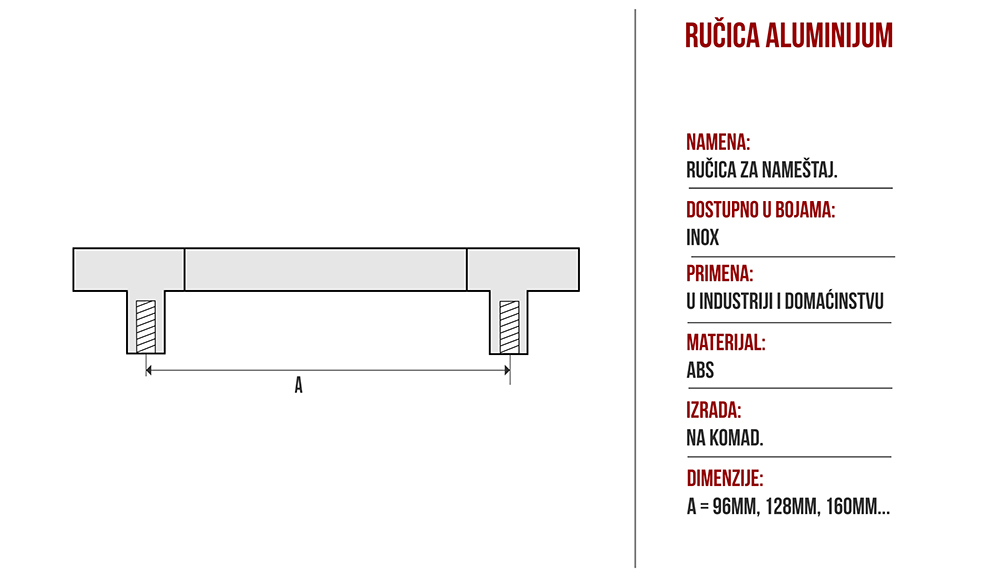 RUČICA ALUMINIJUM
NAMENA:
RUČICA ZA NAMEŠTAJ.
DOSTUPNO U BOJAMA:
INOX
PRIMENA:
U INDUSTRIJI I DOMAĆINSTVU
MATERIJAL:
ABS
IZRADA:
NA KOMAD.
DIMENZIJE:
A = 96MM, 128MM, 160MM...
A